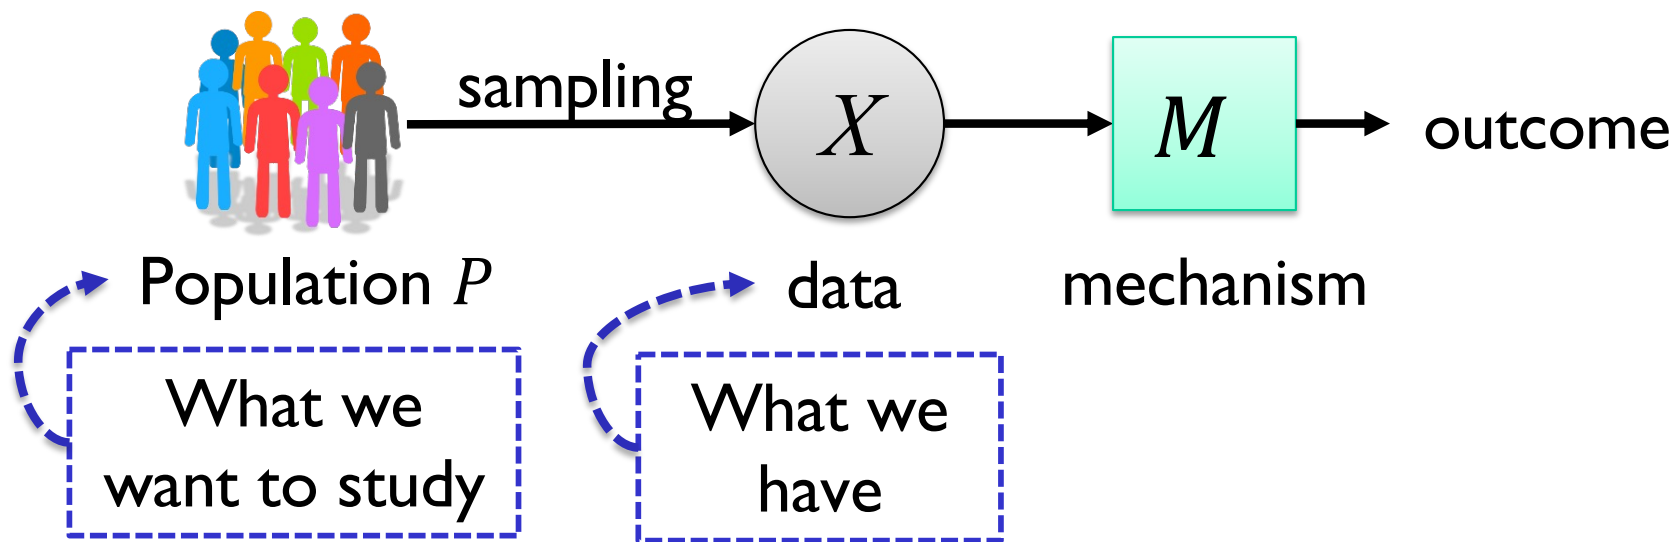 sampling
X
M
outcome
Population P
data
mechanism
What we
want to study
What we
have